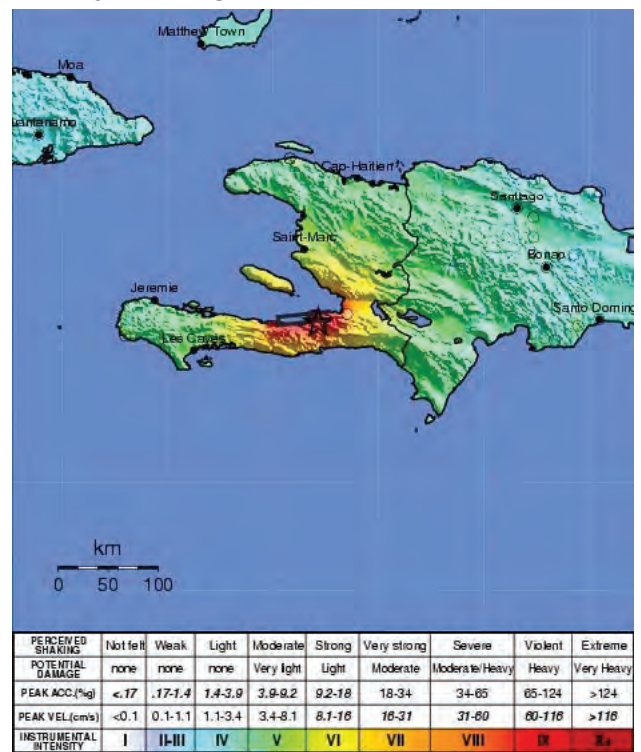 Matthew Town
Moa
Cap-Haitien
Santiago
Saint-Marc
Bonao
Jeremie
Santo Doming
Les Cayes
km
0 50 100
PERCEIVED SHAKING Not felt Weak Light Moderate Strong Very strong Severe Violent Extreme
POTENTIAL DAMAGE none none none Very light Light Moderate Moderate/Heavy Heavy Very Heavy
PEAK ACC.(%g) <.17 .17-1.4 1.4-3.9 3.9-9.2 9.2-18 18-34 34-65 65-124 >124
PEAK VEL.(cm/s) <0.1 0.1-1.1 1.1-3.4 3.4-8.1 8.1-16 16-31 31-60 60-116 >116
INSTRUMENTAL INTENSITY I II-III IV V VI VII VIII IX X+